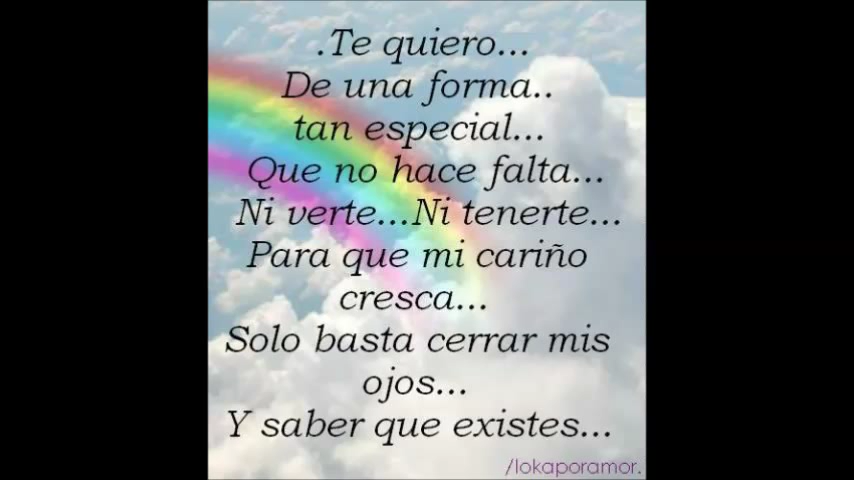 .Te quiero...
De una forma..
tan especial...
Que no hace falta...
Ni verte...Ni tenerte...
Para que mi cariño
cresca...
Solo basta cerrar mis
ojos...
Y saber que existes...
/lokaporamor.